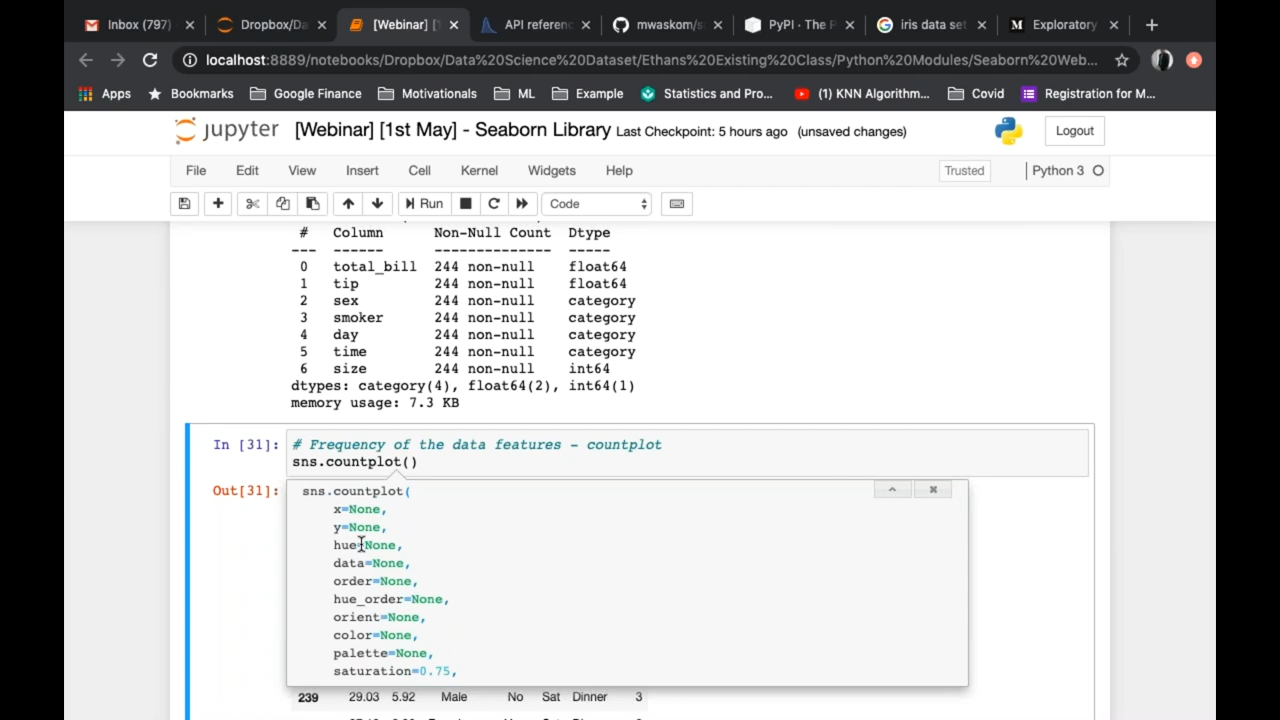 Inbox (797)
Dropbox/Da
[Webinar] [1
API referenc
mwaskom/s
PyPI · The P
iris data set
Exploratory
localhost:8889/notebooks/Dropbox/Data%20Science%20Dataset/Ethans%20Existing%20Class/Python%20Modules/Seaborn%20Web...
Apps Bookmarks Google Finance Motivationals ML Example Statistics and Pro... (1) KNN Algorithm... Covid Registration for M...
jupyter [Webinar] [1st May] - Seaborn Library Last Checkpoint: 5 hours ago (unsaved changes) Logout
File Edit View Insert Cell Kernel Widgets Help Trusted Python 3
Run Code
# Column Non-Null Count Dtype
--- ------ -------------- -----
0 total_bill 244 non-null float64
1 tip 244 non-null float64
2 sex 244 non-null category
3 smoker 244 non-null category
4 day 244 non-null category
5 time 244 non-null category
6 size 244 non-null int64
dtypes: category(4), float64(2), int64(1)
memory usage: 7.3 KB
In [31]: # Frequency of the data features - countplot
sns.countplot()
Out[31]: sns.countplot(
x=None,
y=None,
hue=None,
data=None,
order=None,
hue_order=None,
orient=None,
color=None,
palette=None,
saturation=0.75,
239 29.03 5.92 Male No Sat Dinner 3